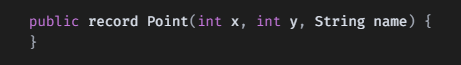 public record Point(int x, int y, String name) {
}